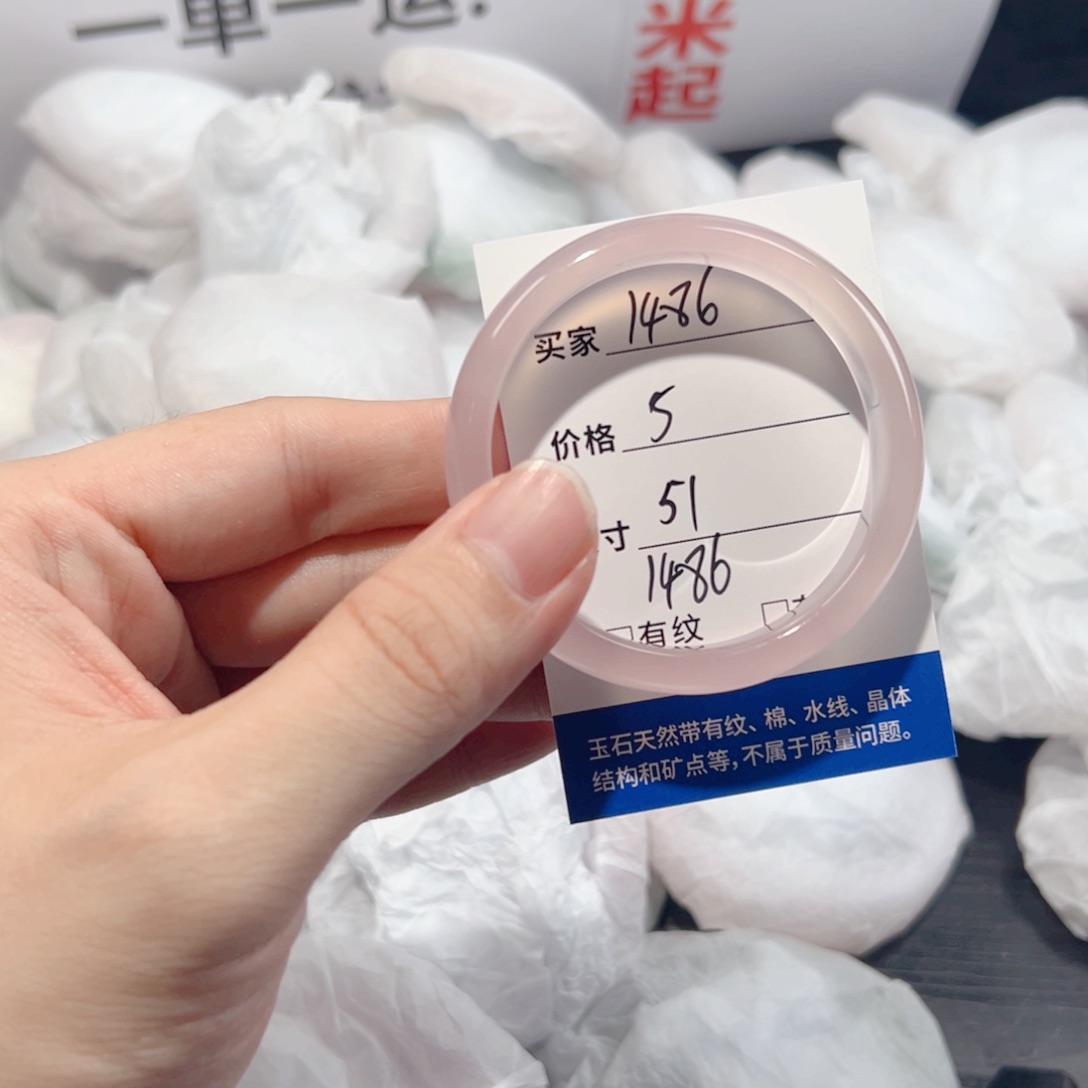 一单一运.
米起
买家 1486
价格 5
寸 51
1486
有纹
玉石天然带有纹、棉、水线、晶体
结构和矿点等,不属于质量问题。